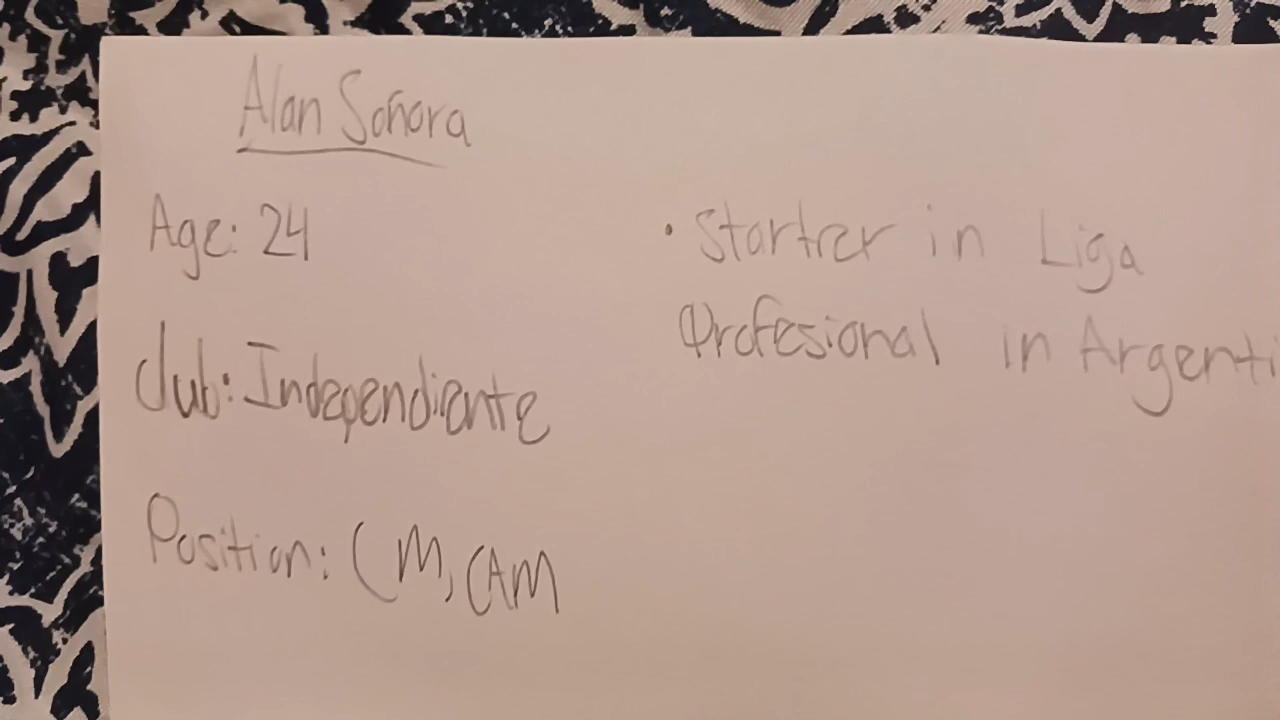 Alan Soñora
Age: 24
Club: Independiente
Position: CM, CAM
• Starter in Liga
Profesional in Argenti